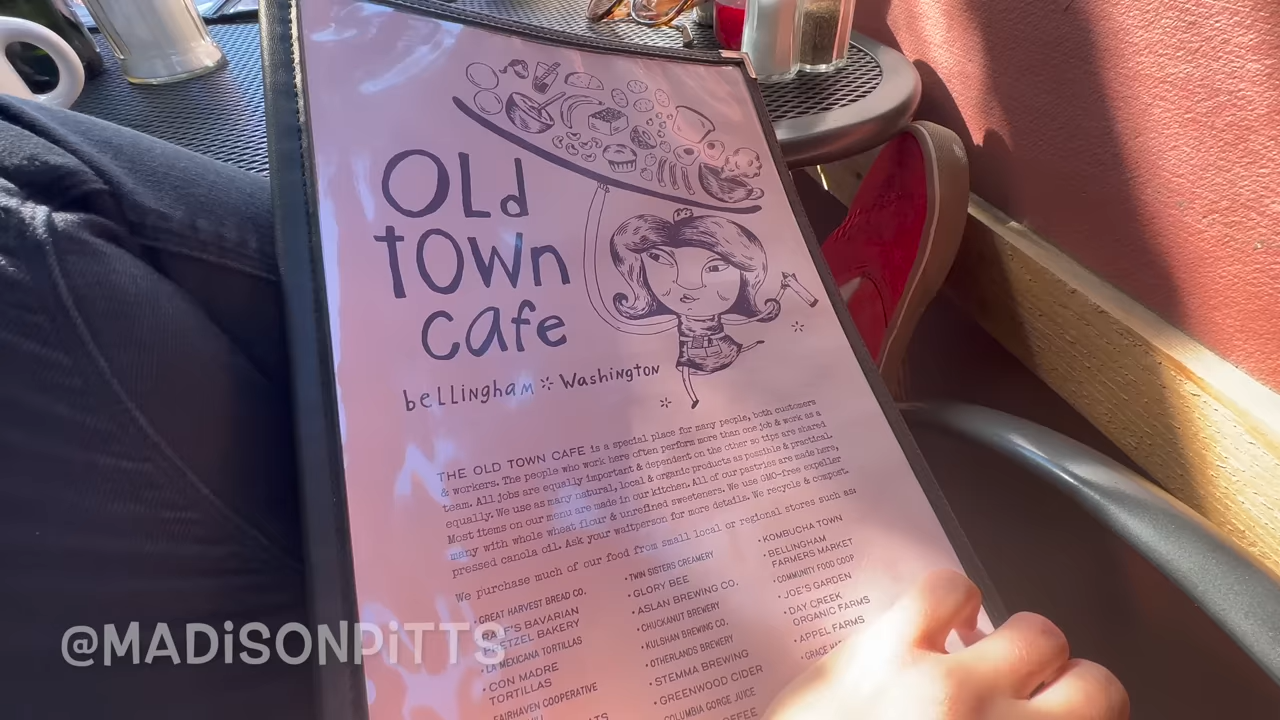 OLd
tOWn
cafe
bellingham Washington
THE OLD TOWN CAFE is a special place for many people, both customers
& workers. The people who work here often perform more than one job & work as a
team. All jobs are equally important & dependent on the other so tips are shared
equally. We use as many natural, local & organic products as possible & practical.
Most items on our menu are made in our kitchen. All of our pastries are made here,
many with whole wheat flour & unrefined sweeteners. We use GMO-free expeller
pressed canola oil. Ask your waitperson for more details. We recycle & compost.
We purchase much of our food from small local or regional stores such as:
• GREAT HARVEST BREAD CO.
BAVARIAN
PRETZEL BAKERY
• LA MEXICANA TORTILLAS
• CON MADRE
TORTILLAS
FAIRHAVEN COOPERATIVE
• TWIN SISTERS CREAMERY
• GLORY BEE
• ASLAN BREWING CO.
• CHUCKANUT BREWERY
• KULSHAN BREWING CO.
• OTHERLANDS BREWERY
• STEMMA BREWING
• GREENWOOD CIDER
COLUMBIA GORGE JUICE
• KOMBUCHA TOWN
• BELLINGHAM
FARMERS MARKET
• COMMUNITY FOOD COOP
• JOE'S GARDEN
• DAY CREEK
ORGANIC FARMS
• APPEL FARMS
• GRACE
@MADiSONPiTTS